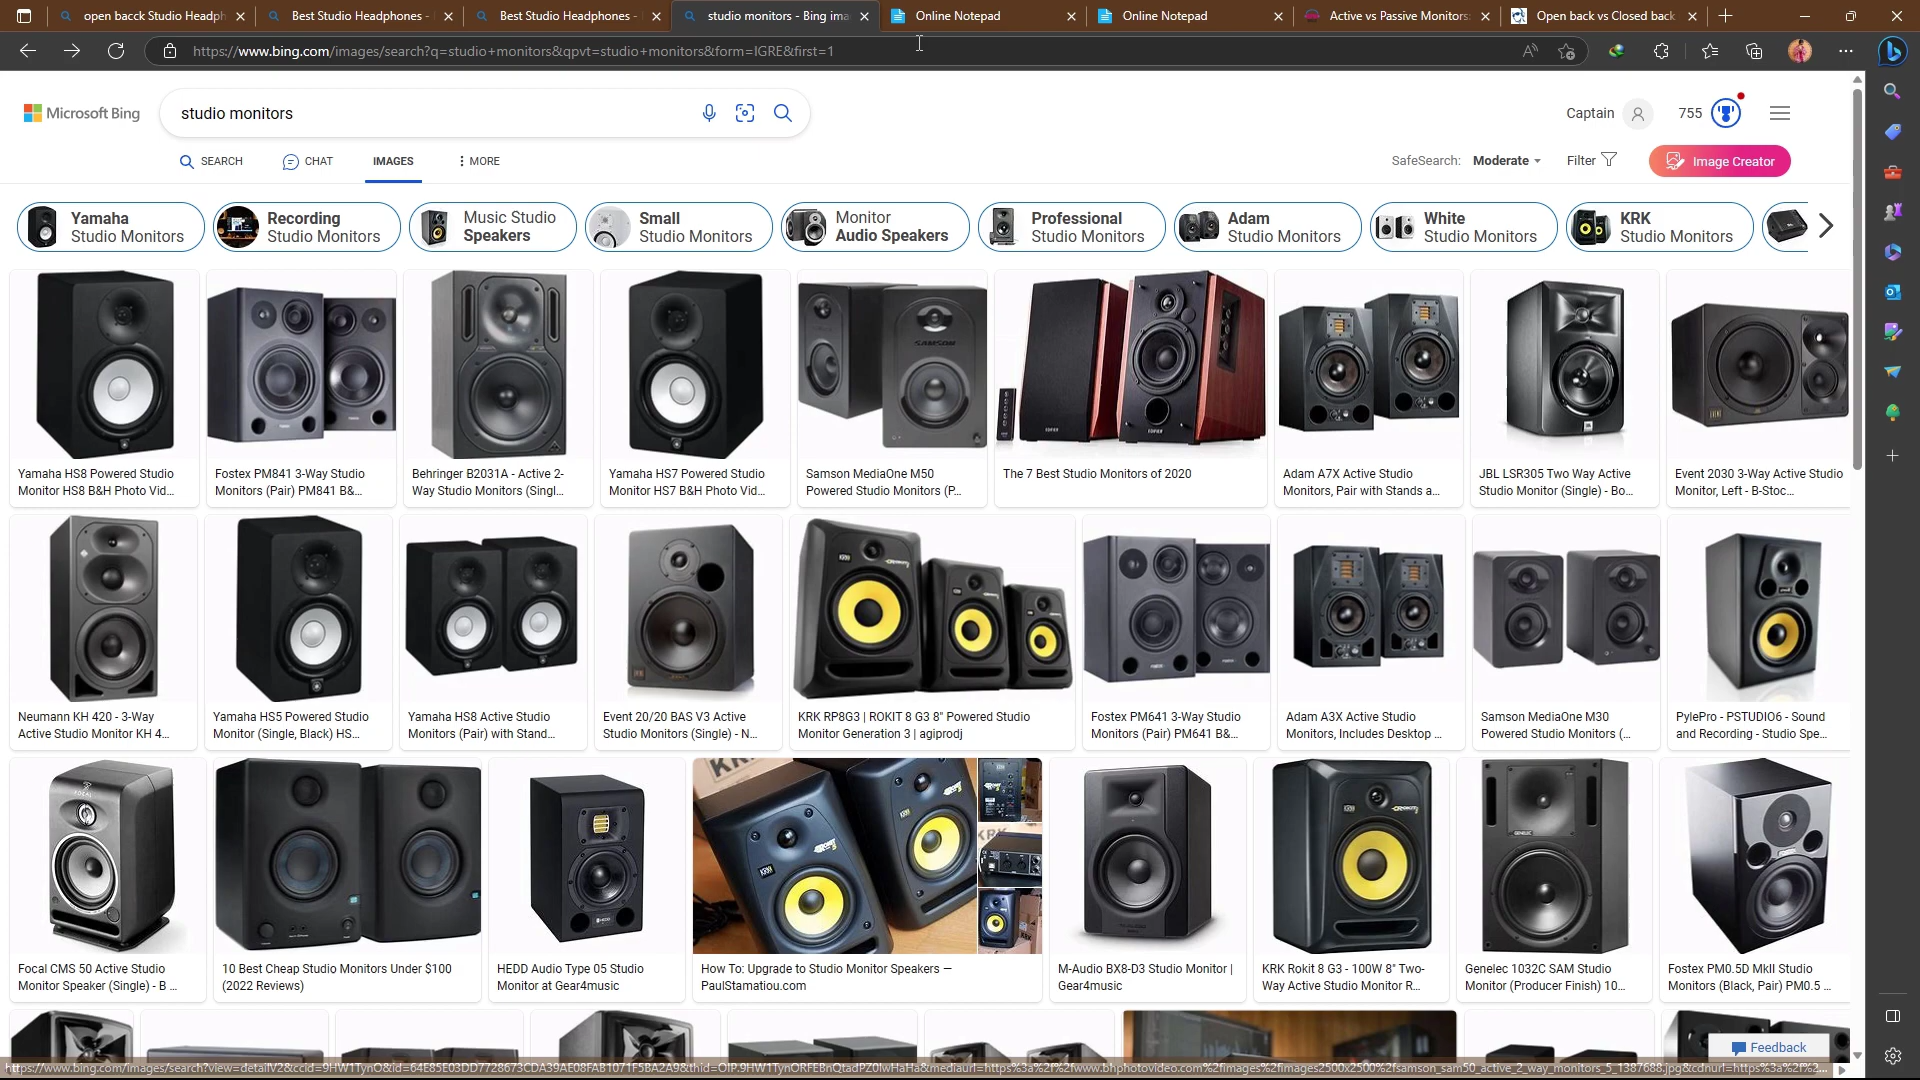 open bacck Studio Headph
Best Studio Headphones -
Best Studio Headphones -
studio monitors - Bing ima
Online Notepad
Online Notepad
Active vs Passive Monitors:
Open back vs Closed back
https://www.bing.com/images/search?q=studio+monitors&qpvt=studio+monitors&form=IGRE&first=1
Microsoft Bing
studio monitors
Captain
755
SEARCH
CHAT
IMAGES
MORE
SafeSearch: Moderate
Filter
Image Creator
Yamaha
Studio Monitors
Recording
Studio Monitors
Music Studio
Speakers
Small
Studio Monitors
Monitor
Audio Speakers
Professional
Studio Monitors
Adam
Studio Monitors
White
Studio Monitors
KRK
Studio Monitors
SAMSON
EDIFIER
EDIFIER
Yamaha HS8 Powered Studio
Monitor HS8 B&H Photo Vid...
Fostex PM841 3-Way Studio
Monitors (Pair) PM841 B&...
Behringer B2031A - Active 2-
Way Studio Monitors (Singl...
Yamaha HS7 Powered Studio
Monitor HS7 B&H Photo Vid...
Samson MediaOne M50
Powered Studio Monitors (P...
The 7 Best Studio Monitors of 2020
Adam A7X Active Studio
Monitors, Pair with Stands a...
JBL LSR305 Two Way Active
Studio Monitor (Single) - Bo...
Event 2030 3-Way Active Studio
Monitor, Left - B-Stoc...
Neumann KH 420 - 3-Way
Active Studio Monitor KH 4...
Yamaha HS5 Powered Studio
Monitor (Single, Black) HS...
Yamaha HS8 Active Studio
Monitors (Pair) with Stand...
Event 20/20 BAS V3 Active
Studio Monitors (Single) - N...
KRK RP8G3 | ROKIT 8 G3 8" Powered Studio
Monitor Generation 3 | agiprodj
Fostex PM641 3-Way Studio
Monitors (Pair) PM641 B&...
Adam A3X Active Studio
Monitors, Includes Desktop ...
Samson MediaOne M30
Powered Studio Monitors (...
PylePro - PSTUDIO6 - Sound
and Recording - Studio Spe...
KRK
KRK
KRK
GENELEC
Focal CMS 50 Active Studio
Monitor Speaker (Single) - B ...
10 Best Cheap Studio Monitors Under $100
(2022 Reviews)
HEDD Audio Type 05 Studio
Monitor at Gear4music
How To: Upgrade to Studio Monitor Speakers —
PaulStamatiou.com
M-Audio BX8-D3 Studio Monitor |
Gear4music
KRK Rokit 8 G3 - 100W 8" Two-
Way Active Studio Monitor R...
Genelec 1032C SAM Studio
Monitor (Producer Finish) 10...
Fostex PM0.5D MkII Studio
Monitors (Black, Pair) PM0.5 ...
Feedback